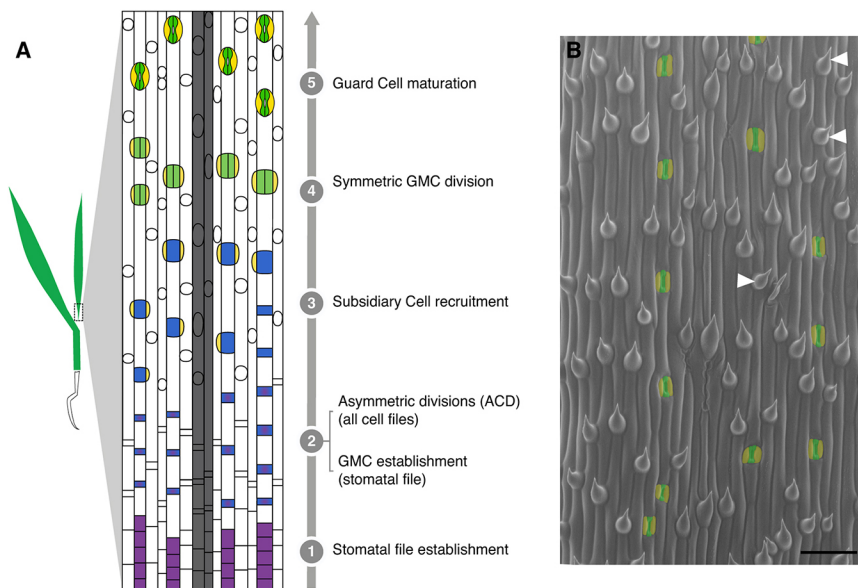 A
B
5 Guard Cell maturation
4 Symmetric GMC division
3 Subsidiary Cell recruitment
Asymmetric divisions (ACD)
(all cell files)
2
GMC establishment
(stomatal file)
1 Stomatal file establishment